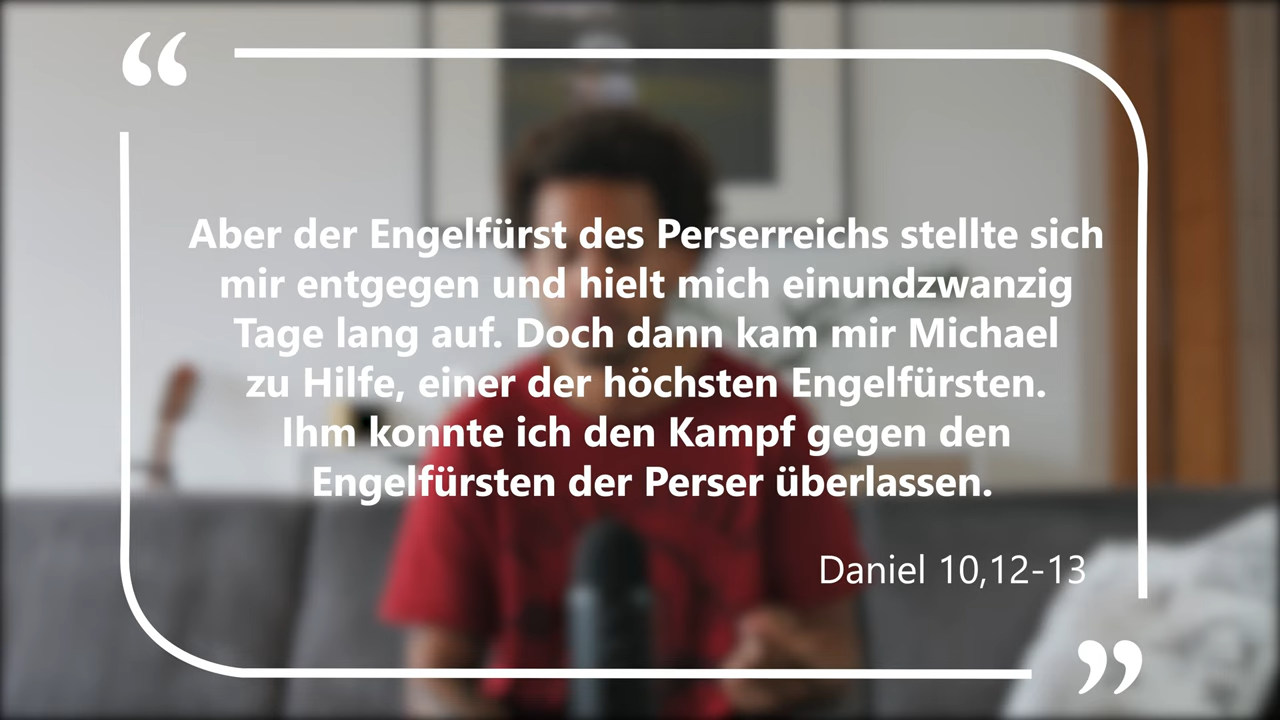 “
Aber der Engelfürst des Perserreichs stellte sich
mir entgegen und hielt mich einundzwanzig
Tage lang auf. Doch dann kam mir Michael
zu Hilfe, einer der höchsten Engelfürsten.
Ihm konnte ich den Kampf gegen den
Engelfürsten der Perser überlassen.
Daniel 10,12-13
”